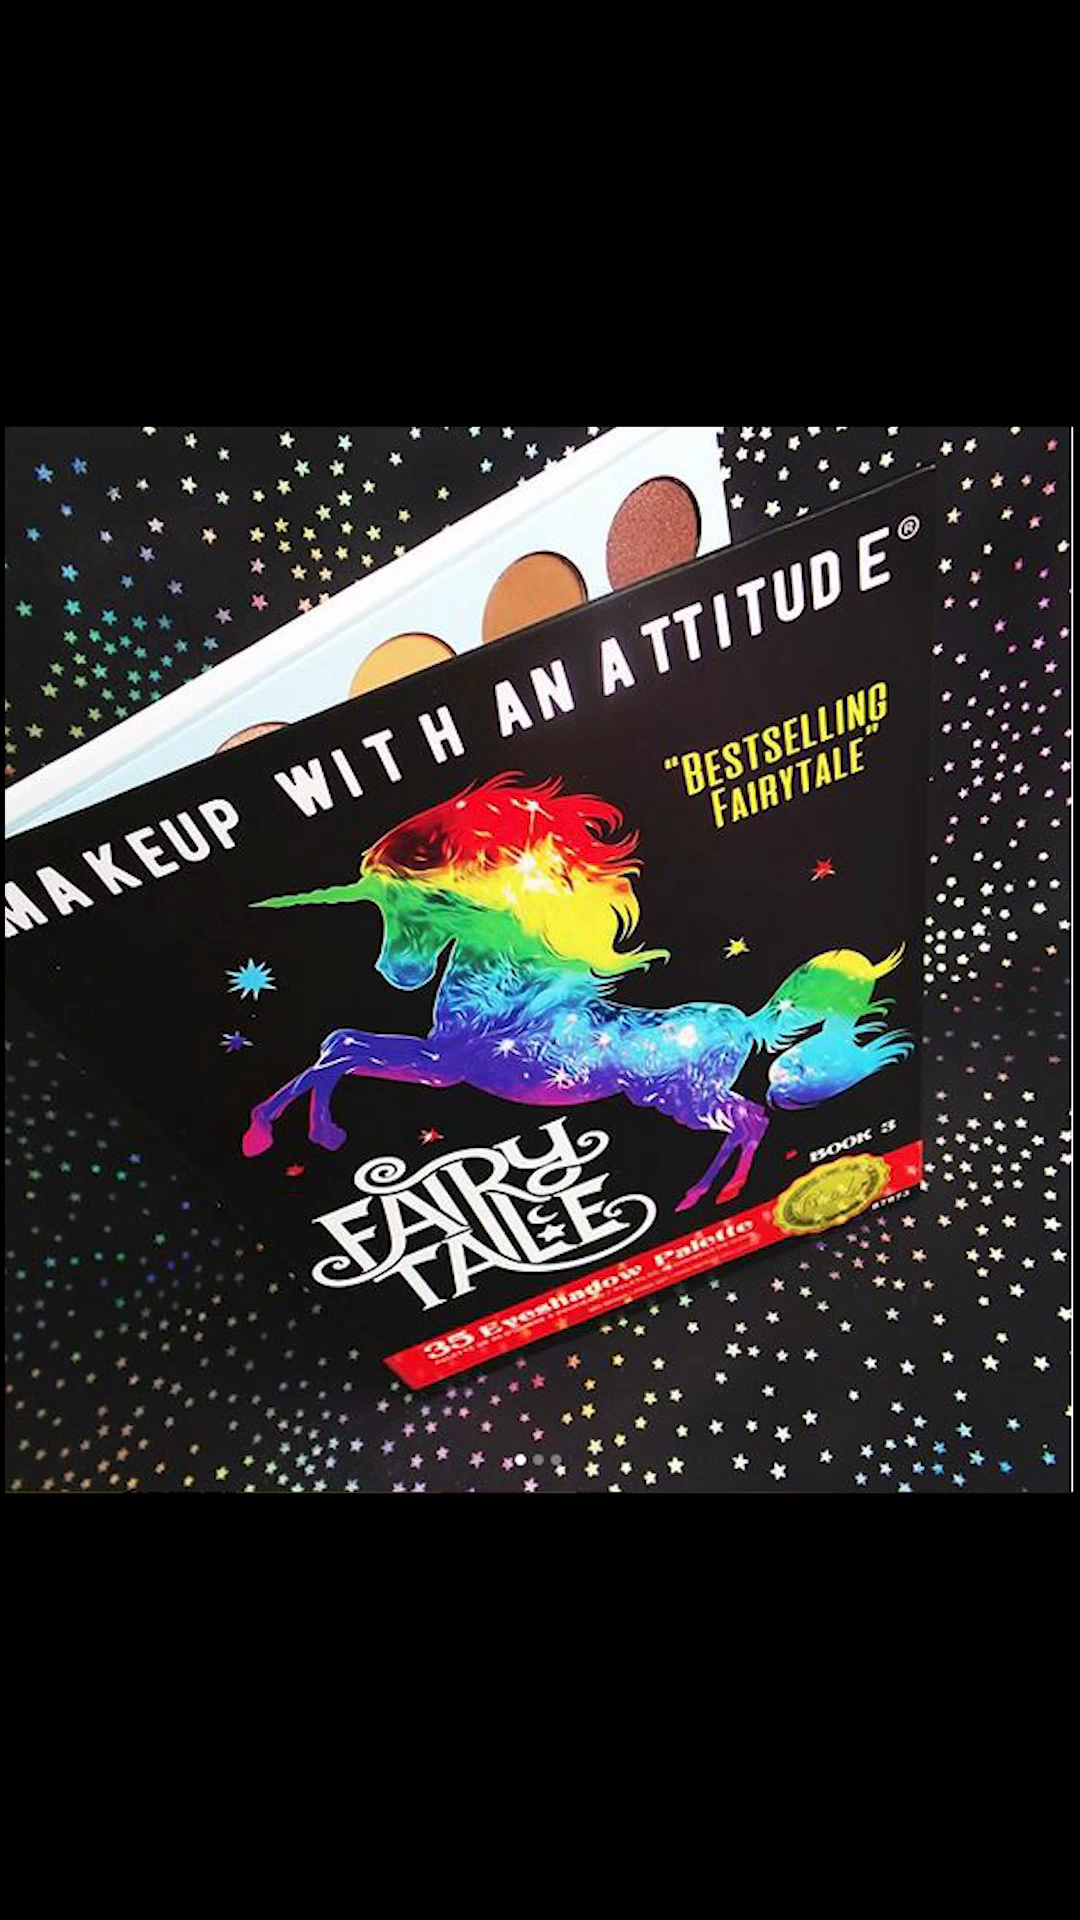 MAKEUP WITH AN ATTITUDE®
"BESTSELLING
FAIRYTALE"
BOOK 3
FAIRY
TALE
35 Eyeshadow Palette